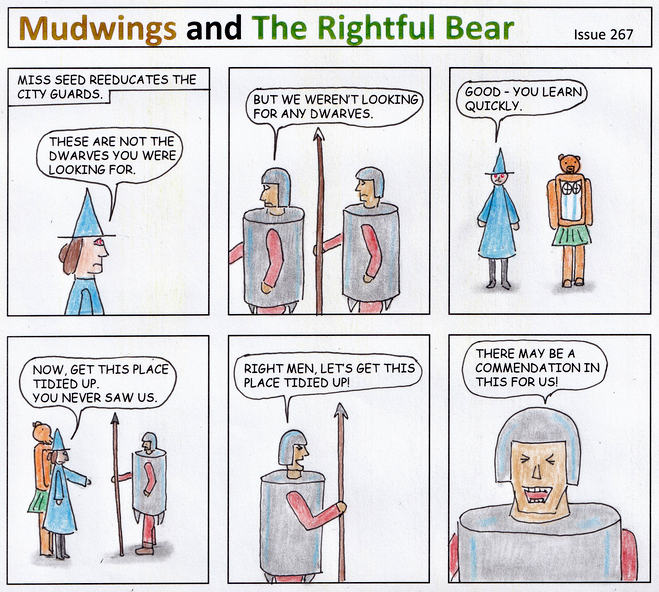 Mudwings and The Rightful Bear
Issue 267
MISS SEED REEDUCATES THE
CITY GUARDS.
THESE ARE NOT THE
DWARVES YOU WERE
LOOKING FOR.
BUT WE WEREN'T LOOKING
FOR ANY DWARVES.
GOOD - YOU LEARN
QUICKLY.
NOW, GET THIS PLACE
TIDIED UP.
YOU NEVER SAW US.
RIGHT MEN, LET'S GET THIS
PLACE TIDIED UP!
THERE MAY BE A
COMMENDATION IN
THIS FOR US!